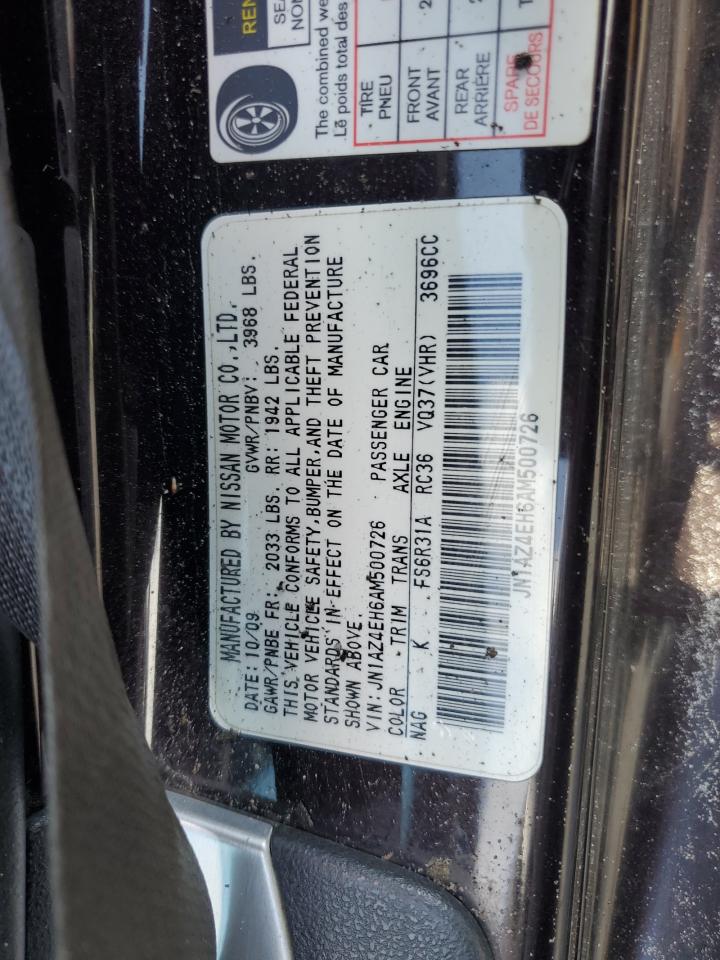 REN
SEA
NON
The combined we
Le poids total des
TIRE
PNEU
FRONT
AVANT
REAR
ARRIÈRE
SPARE
DE SECOURS
MANUFACTURED BY NISSAN MOTOR CO.,LTD.
DATE:10/09 GVWR/PNBV: 3968 LBS.
GAWR/PNBE FR: 2033 LBS. RR: 1942 LBS.
THIS VEHICLE CONFORMS TO ALL APPLICABLE FEDERAL
MOTOR VEHICLE SAFETY,BUMPER,AND THEFT PREVENTION
STANDARDS IN EFFECT ON THE DATE OF MANUFACTURE
SHOWN ABOVE.
VIN:JN1AZ4EH6AM500726 PASSENGER CAR
COLOR TRIM TRANS AXLE ENGINE
NAG K FS6R31A RC36 VQ37(VHR) 3696CC
JN1AZ4EH6AM500726